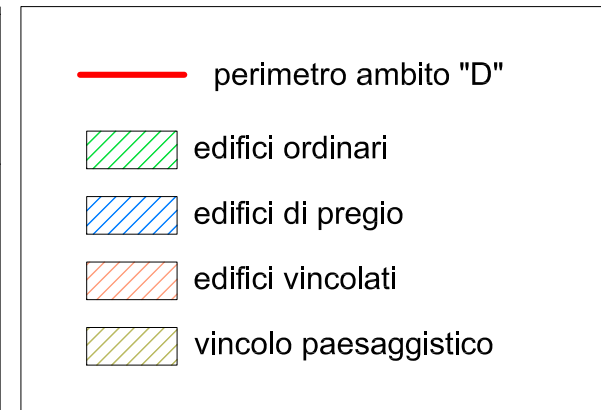 perimetro ambito "D"
edifici ordinari
edifici di pregio
edifici vincolati
vincolo paesaggistico